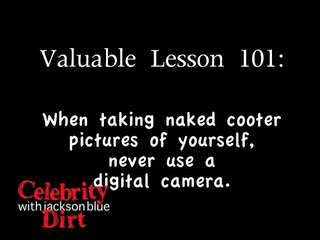 Valuable Lesson 101:
When taking naked cooter
pictures of yourself,
never use a
digital camera.
Celebrity
with jackson blue
Dirt